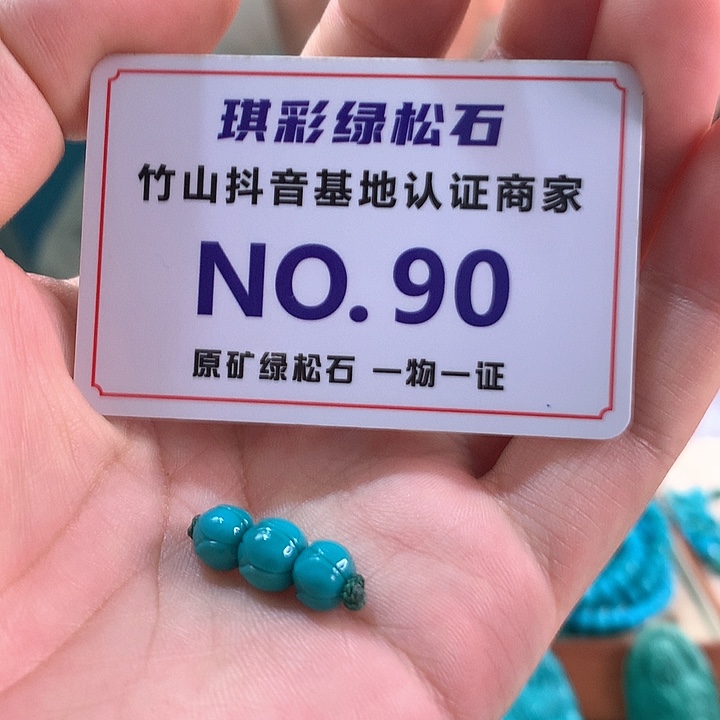 琪彩绿松石
竹山抖音基地认证商家
NO. 90
原矿绿松石 一物一证